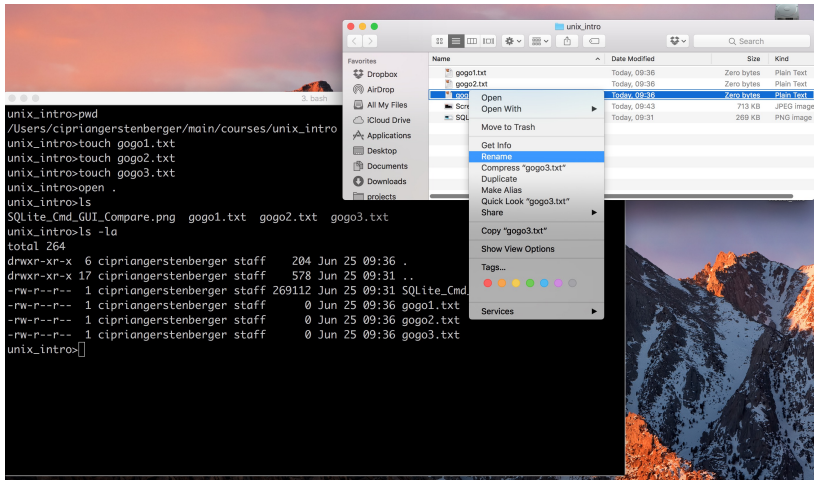 unix_intro
Search
Favorites
Dropbox
AirDrop
All My Files
iCloud Drive
Applications
Desktop
Documents
Downloads
projects
Name Date Modified Size Kind
gogo1.txt Today, 09:36 Zero bytes Plain Text
gogo2.txt Today, 09:36 Zero bytes Plain Text
gog Today, 09:36 Zero bytes Plain Text
Scre Today, 09:43 713 KB JPEG image
SQL Today, 09:31 269 KB PNG image
Open
Open With
Move to Trash
Get Info
Rename
Compress “gogo3.txt”
Duplicate
Make Alias
Quick Look “gogo3.txt”
Share
Copy “gogo3.txt”
Show View Options
Tags...
Services
3. bash
unix_intro>pwd
/Users/cipriangerstenberger/main/courses/unix_intro
unix_intro>touch gogo1.txt
unix_intro>touch gogo2.txt
unix_intro>touch gogo3.txt
unix_intro>open .
unix_intro>ls
SQLite_Cmd_GUI_Compare.png gogo1.txt gogo2.txt gogo3.txt
unix_intro>ls -la
total 264
drwxr-xr-x 6 cipriangerstenberger staff 204 Jun 25 09:36 .
drwxr-xr-x 17 cipriangerstenberger staff 578 Jun 25 09:31 ..
-rw-r--r-- 1 cipriangerstenberger staff 269112 Jun 25 09:31 SQLite_Cmd_
-rw-r--r-- 1 cipriangerstenberger staff 0 Jun 25 09:36 gogo1.txt
-rw-r--r-- 1 cipriangerstenberger staff 0 Jun 25 09:36 gogo2.txt
-rw-r--r-- 1 cipriangerstenberger staff 0 Jun 25 09:36 gogo3.txt
unix_intro>